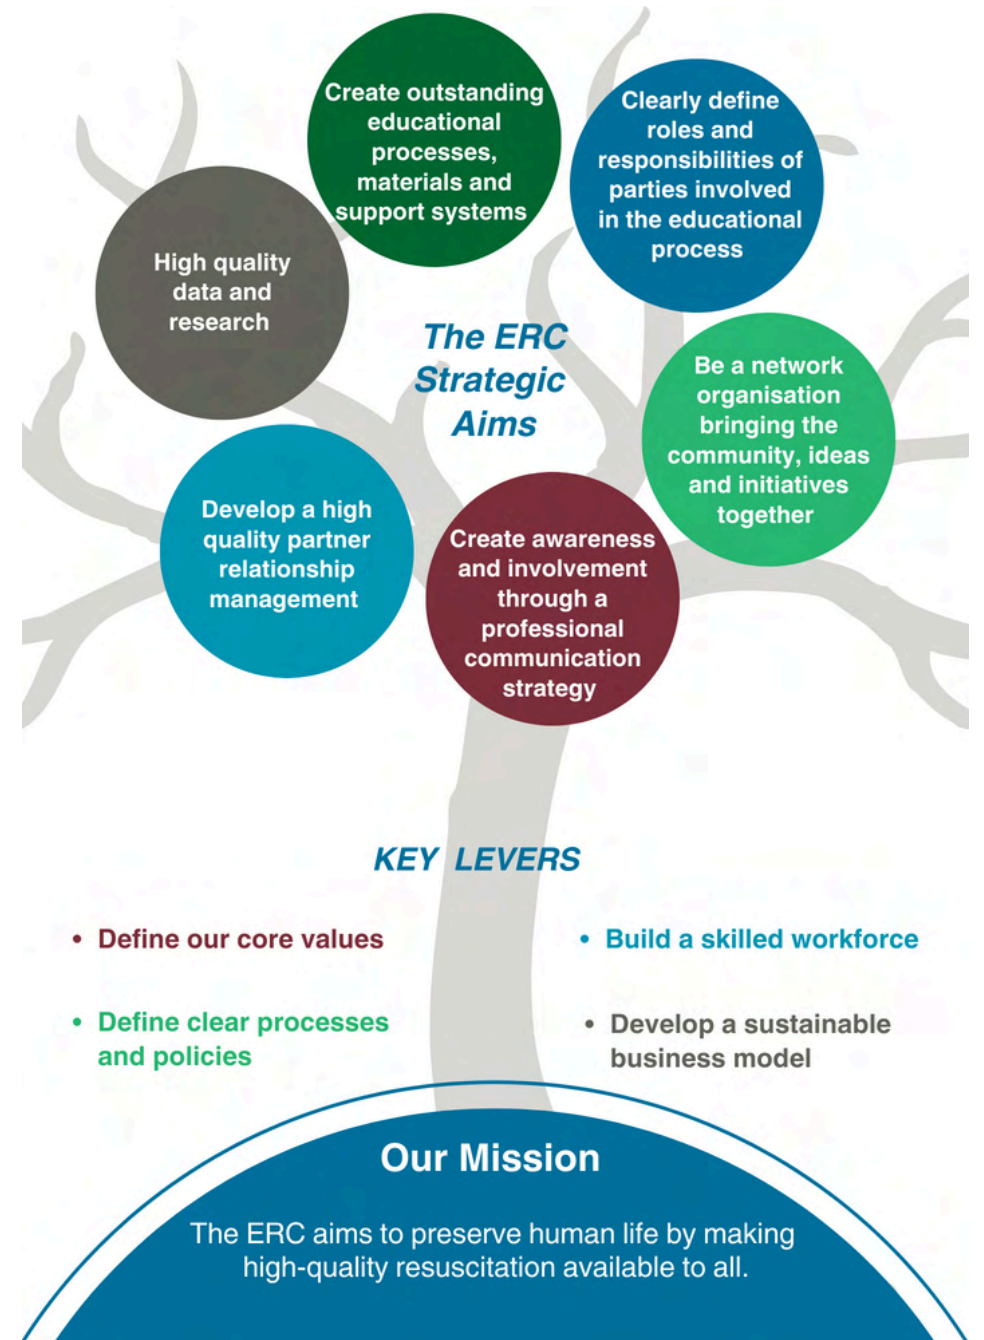 Create outstanding
educational
processes,
materials and
support systems
Clearly define
roles and
responsibilities of
parties involved
in the educational
process
High quality
data and
research
The ERC
Strategic
Aims
Be a network
organisation
bringing the
community, ideas
and initiatives
together
Develop a high
quality partner
relationship
management
Create awareness
and involvement
through a
professional
communication
strategy
KEY LEVERS
• Define our core values
• Build a skilled workforce
• Define clear processes
and policies
• Develop a sustainable
business model
Our Mission
The ERC aims to preserve human life by making
high-quality resuscitation available to all.